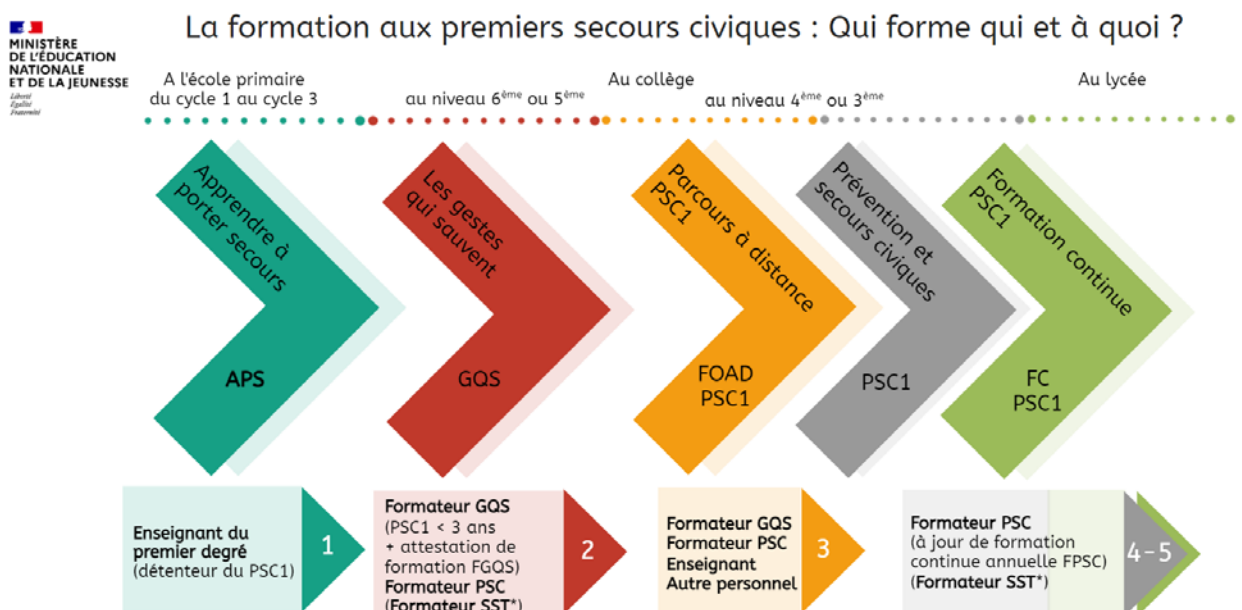 La formation aux premiers secours civiques : Qui forme qui et à quoi ?
MINISTÈRE
DE L'ÉDUCATION
NATIONALE
ET DE LA JEUNESSE
Liberté
Égalité
Fraternité
A l'école primaire
du cycle 1 au cycle 3
Au collège
au niveau 6ème ou 5ème
au niveau 4ème ou 3ème
Au lycée
Apprendre à
porter secours
APS
Les gestes
qui sauvent
GQS
Parcours à distance
PSC1
FOAD
PSC1
Prévention et
secours civiques
PSC1
Formation continue
PSC1
FC
PSC1
Enseignant du
premier degré
(détenteur du PSC1)
1
Formateur GQS
(PSC1 < 3 ans
+ attestation de
formation FGQS)
Formateur PSC
(Formateur SST*)
2
Formateur GQS
Formateur PSC
Enseignant
Autre personnel
3
Formateur PSC
(à jour de formation
continue annuelle FPSC)
(Formateur SST*)
4-5